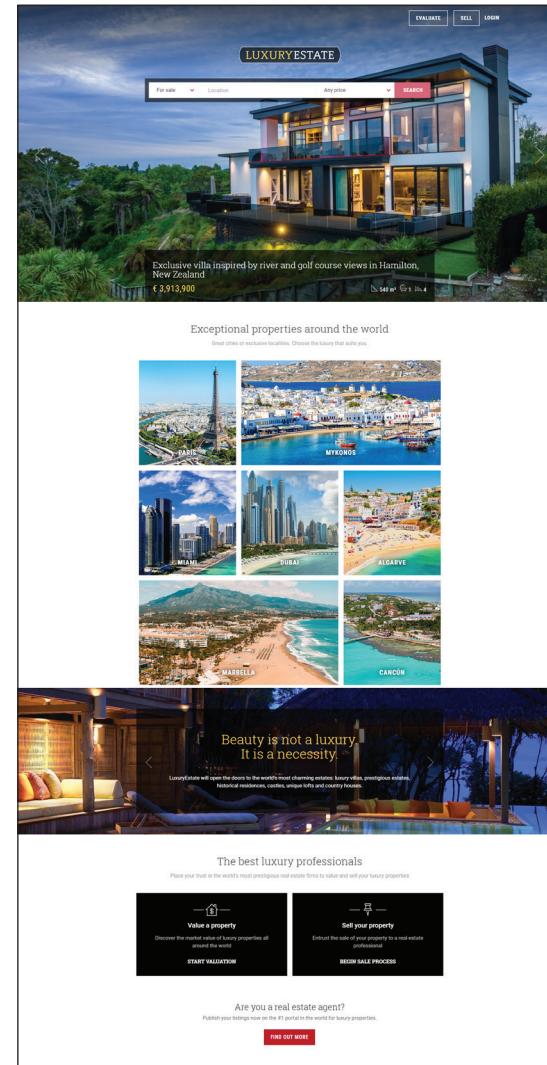 EVALUATE SELL LOGIN
LUXURYESTATE
For sale Location Any price SEARCH
Exclusive villa inspired by river and golf course views in Hamilton,
New Zealand
€ 3,913,900 540 m² 5 4
Exceptional properties around the world
Great cities or exclusive localities. Choose the luxury that suits you.
PARIS MYKONOS
MIAMI DUBAI ALGARVE
MARBELLA CANCÚN
Beauty is not a luxury.
It is a necessity.
LuxuryEstate will open the doors to the world's most charming estates: luxury villas, prestigious estates,
historical residences, castles, unique lofts and country houses.
The best luxury professionals
Place your trust in the world's most prestigious real estate firms to value and sell your luxury properties
Value a property
Discover the market value of luxury properties all
around the world
START VALUATION
Sell your property
Entrust the sale of your property to a real estate
professional
BEGIN SALE PROCESS
Are you a real estate agent?
Publish your listings now on the #1 portal in the world for luxury properties.
FIND OUT MORE